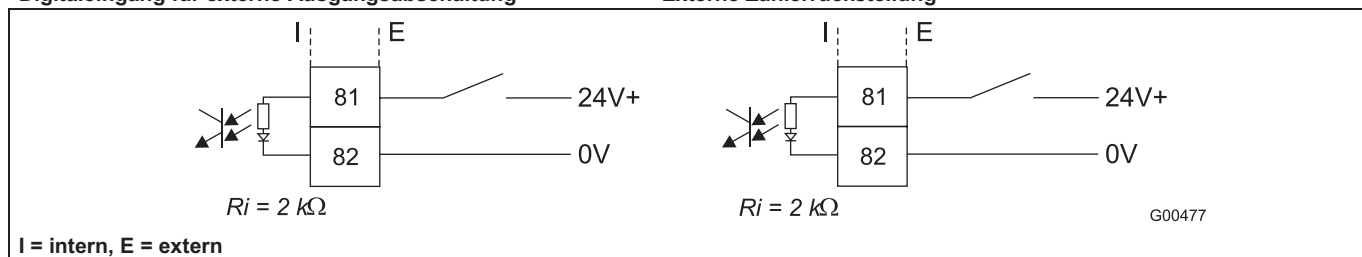 I E I E
81 24V+ 81 24V+
82 0V 82 0V
Ri = 2 kΩ Ri = 2 kΩ
G00477
I = intern, E = extern